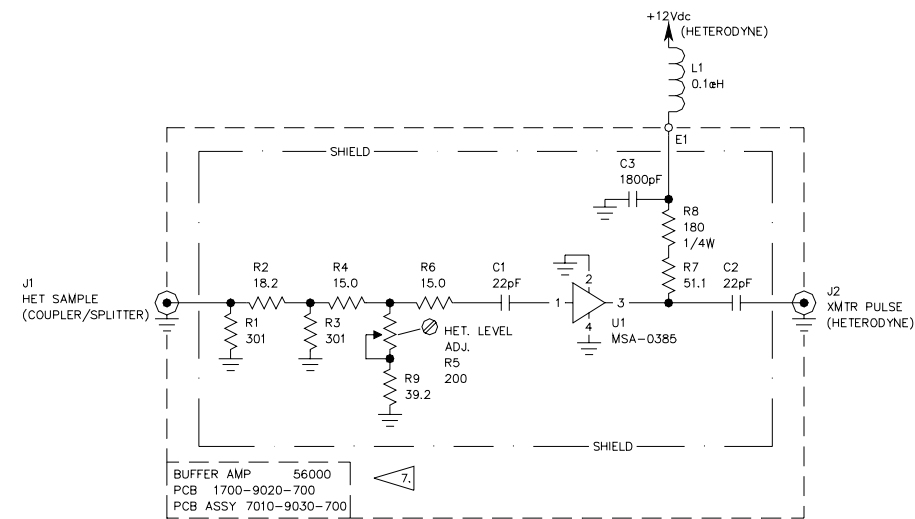 +12Vdc
(HETERODYNE)
L1
0.1œH
E1
SHIELD
C3
1800pF
R8
180
1/4W
J1
HET SAMPLE
(COUPLER/SPLITTER)
R2
18.2
R4
15.0
R6
15.0
C1
22pF
R7
51.1
C2
22pF
J2
XMTR PULSE
(HETERODYNE)
1
2
3
4
U1
MSA-0385
R1
301
R3
301
HET. LEVEL
ADJ.
R5
200
R9
39.2
SHIELD
BUFFER AMP 56000
PCB 1700-9020-700
PCB ASSY 7010-9030-700
7.